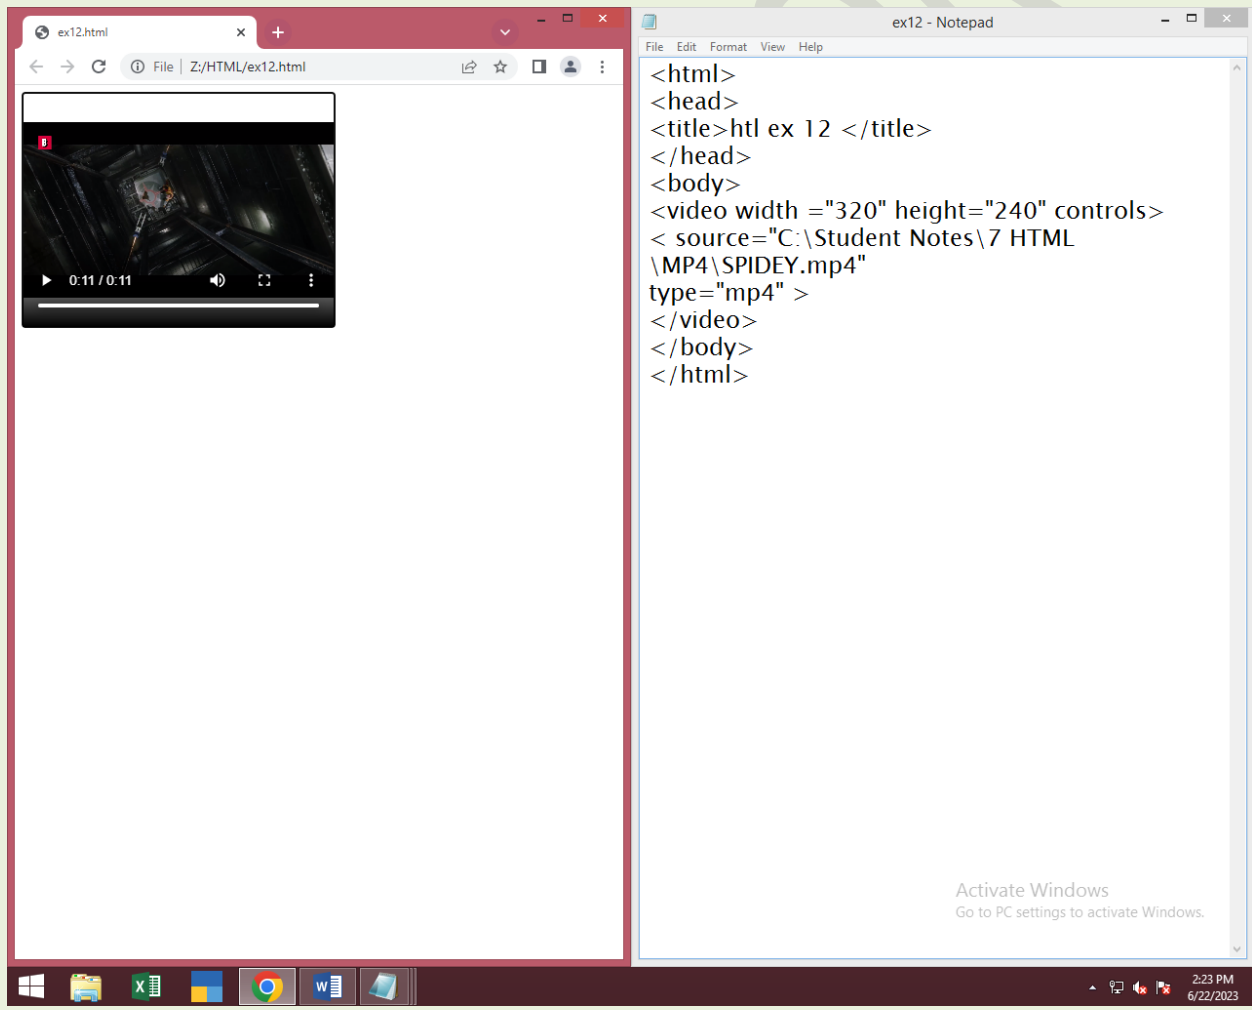 ex12.html
File
Z:/HTML/ex12.html
B
0:11 / 0:11
ex12 - Notepad
File Edit Format View Help
<html>
<head>
<title>htl ex 12 </title>
</head>
<body>
<video width ="320" height="240" controls>
< source="C:\Student Notes\7 HTML
\MP4\SPIDEY.mp4"
type="mp4" >
</video>
</body>
</html>
Activate Windows
Go to PC settings to activate Windows.
2:23 PM
6/22/2023